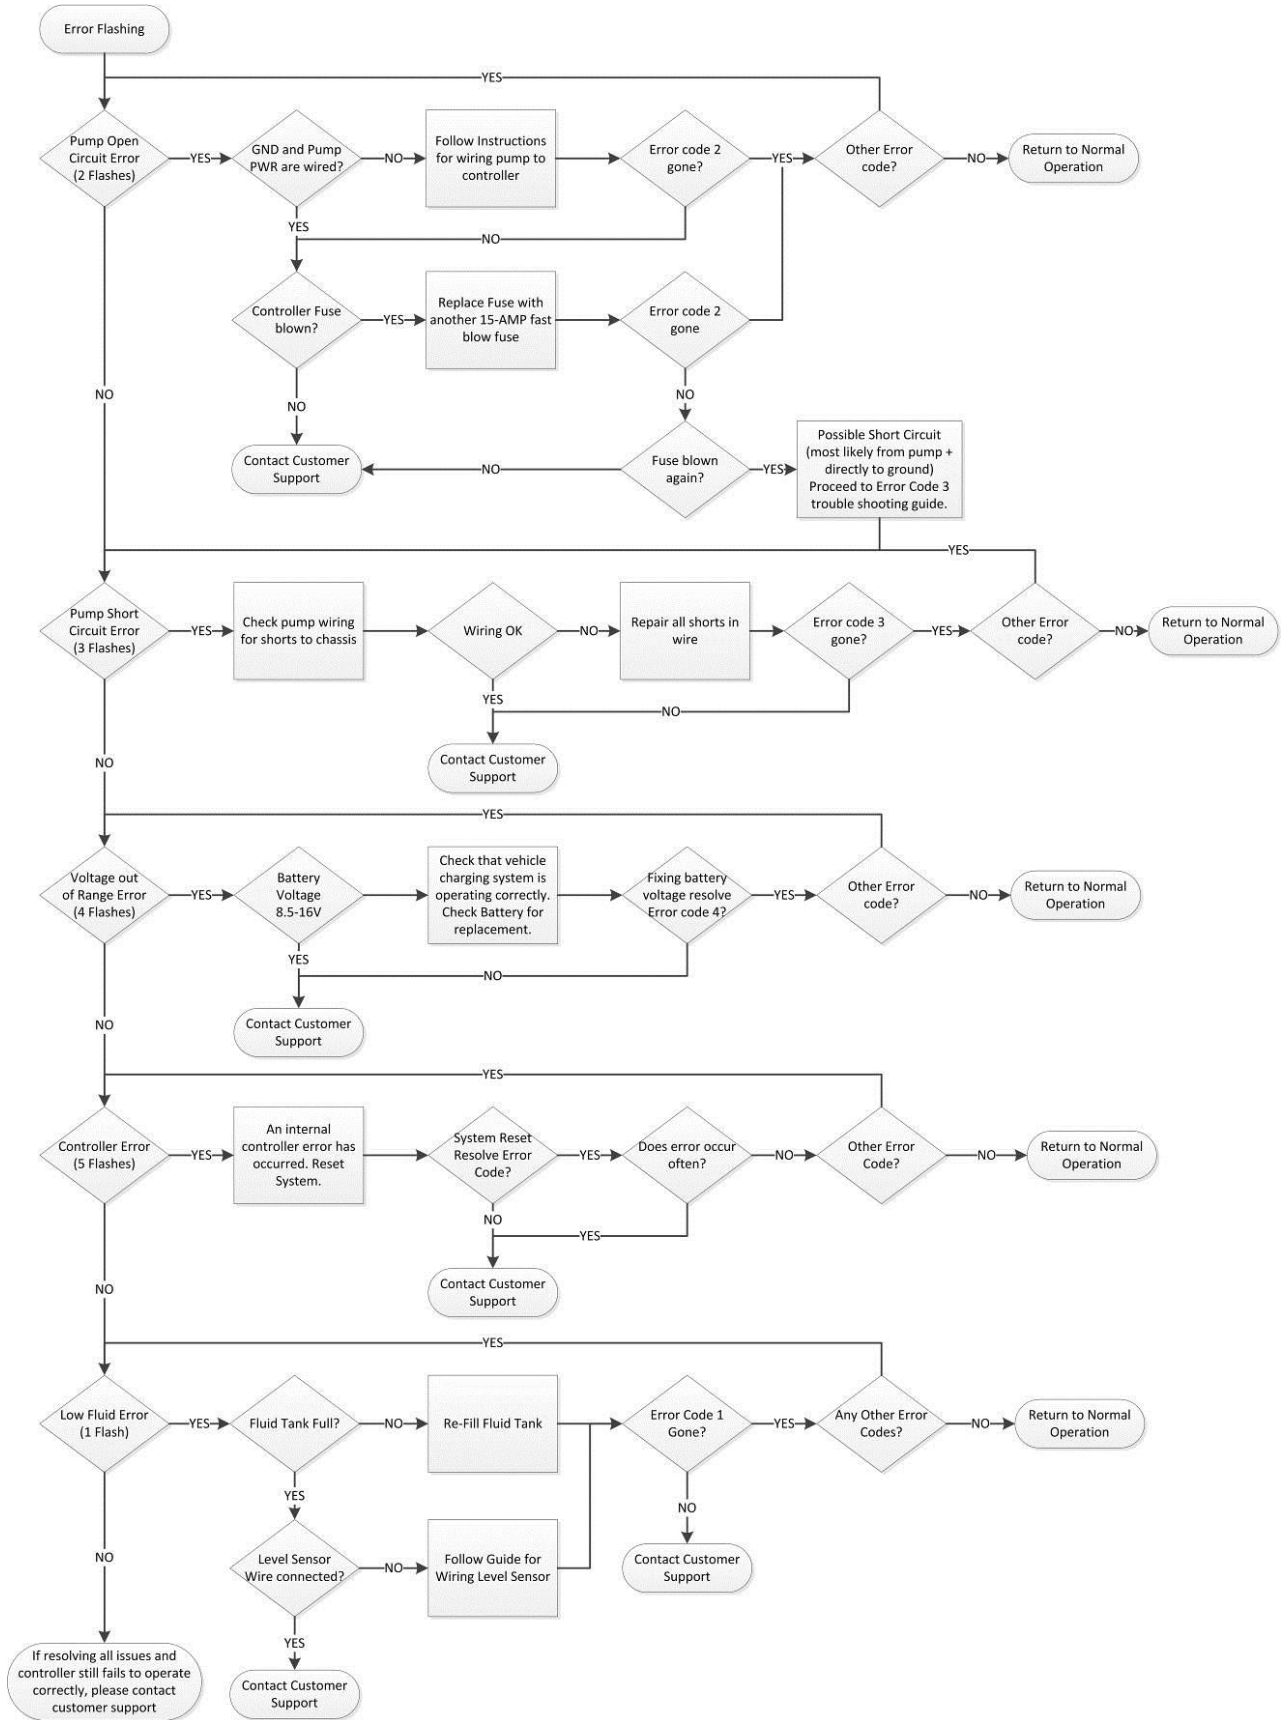 Error Flashing
YES
Pump Open
Circuit Error
(2 Flashes)
YES
GND and Pump
PWR are wired?
NO
Follow Instructions
for wiring pump to
controller
Error code 2
gone?
YES
Other Error
code?
NO
Return to Normal
Operation
YES
NO
Controller Fuse
blown?
YES
Replace Fuse with
another 15-AMP fast
blow fuse
Error code 2
gone
NO
NO
NO
Contact Customer
Support
NO
Fuse blown
again?
YES
Possible Short Circuit
(most likely from pump +
directly to ground)
Proceed to Error Code 3
trouble shooting guide.
YES
Pump Short
Circuit Error
(3 Flashes)
YES
Check pump wiring
for shorts to chassis
Wiring OK
NO
Repair all shorts in
wire
Error code 3
gone?
YES
Other Error
code?
NO
Return to Normal
Operation
YES
NO
Contact Customer
Support
NO
YES
Voltage out
of Range Error
(4 Flashes)
YES
Battery
Voltage
8.5-16V
Check that vehicle
charging system is
operating correctly.
Check Battery for
replacement.
Fixing battery
voltage resolve
Error code 4?
YES
Other Error
code?
NO
Return to Normal
Operation
YES
NO
Contact Customer
Support
NO
YES
Controller Error
(5 Flashes)
YES
An internal
controller error has
occurred. Reset
System.
System Reset
Resolve Error
Code?
YES
Does error occur
often?
NO
Other Error
Code?
NO
Return to Normal
Operation
NO
YES
Contact Customer
Support
NO
YES
Low Fluid Error
(1 Flash)
YES
Fluid Tank Full?
NO
Re-Fill Fluid Tank
Error Code 1
Gone?
YES
Any Other Error
Codes?
NO
Return to Normal
Operation
YES
NO
NO
Level Sensor
Wire connected?
NO
Follow Guide for
Wiring Level Sensor
Contact Customer
Support
YES
If resolving all issues and
controller still fails to operate
correctly, please contact
customer support
Contact Customer
Support